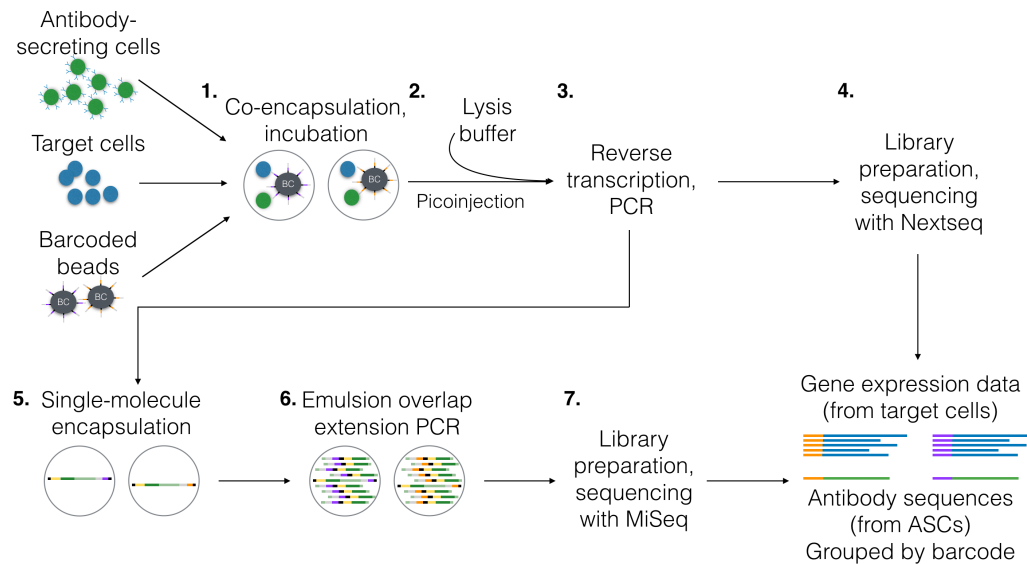 Antibody-
secreting cells
Target cells
Barcoded
beads
BC
BC
1.
Co-encapsulation,
incubation
BC
BC
2.
Lysis
buffer
Picoinjection
3.
Reverse
transcription,
PCR
4.
Library
preparation,
sequencing
with Nextseq
5. Single-molecule
encapsulation
6. Emulsion overlap
extension PCR
7.
Library
preparation,
sequencing
with MiSeq
Gene expression data
(from target cells)
Antibody sequences
(from ASCs)
Grouped by barcode